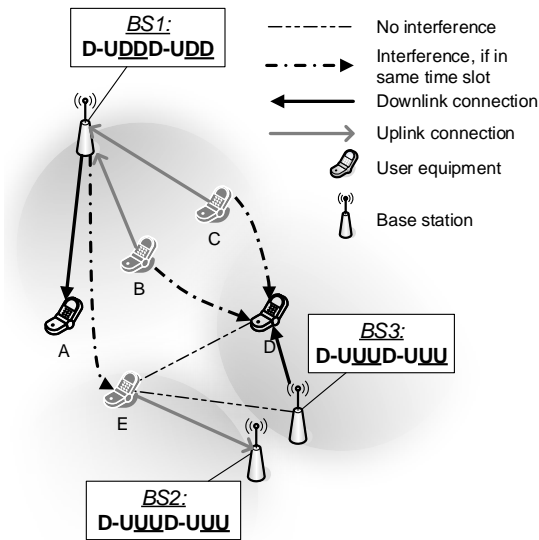 BS1:
D-UDDD-UDD
No interference
Interference, if in
same time slot
Downlink connection
Uplink connection
User equipment
Base station
C
B
A
D
BS3:
D-UUUD-UUU
E
BS2:
D-UUUD-UUU